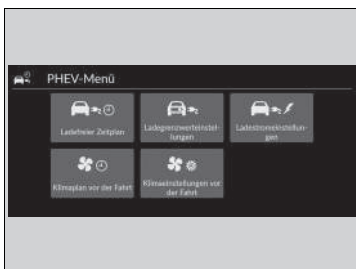 PHEV-Menü
Ladefreier Zeitplan
Ladegrenzwerteinstel-
lungen
Ladestromeinstellun-
gen
Klimaplan vor der Fahrt
Klimaeinstellungen vor
der Fahrt